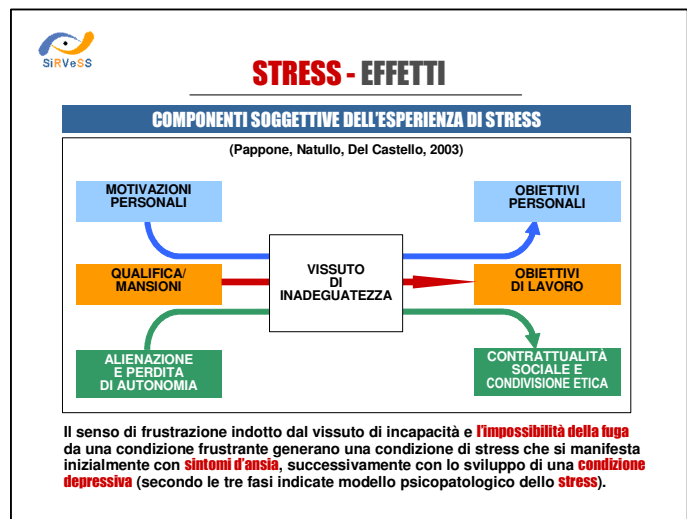 SiRVeSS
STRESS - EFFETTI
COMPONENTI SOGGETTIVE DELL'ESPERIENZA DI STRESS
(Pappone, Natullo, Del Castello, 2003)
MOTIVAZIONI
PERSONALI
OBIETTIVI
PERSONALI
QUALIFICA/
MANSIONI
VISSUTO
DI
INADEGUATEZZA
OBIETTIVI
DI LAVORO
ALIENAZIONE
E PERDITA
DI AUTONOMIA
CONTRATTUALITÀ
SOCIALE E
CONDIVISIONE ETICA
Il senso di frustrazione indotto dal vissuto di incapacità e l'impossibilità della fuga
da una condizione frustrante generano una condizione di stress che si manifesta
inizialmente con sintomi d'ansia, successivamente con lo sviluppo di una condizione
depressiva (secondo le tre fasi indicate modello psicopatologico dello stress).